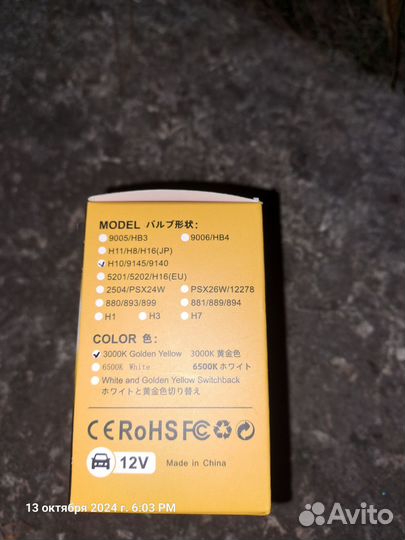 MODEL バルブ形状:
9005/HB3 9006/HB4
H11/H8/H16(JP)
H10/9145/9140
5201/5202/H16(EU)
2504/PSX24W PSX26W/12278
880/893/899 881/889/894
H1 H3 H7
COLOR 色:
3000K Golden Yellow 3000K 黄金色
6500K White 6500K ホワイト
White and Golden Yellow Switchback
ホワイトと黄金色切り替え
CE RoHS FC
12V Made in China
13 октября 2024 г. 6:03 PM
Avito